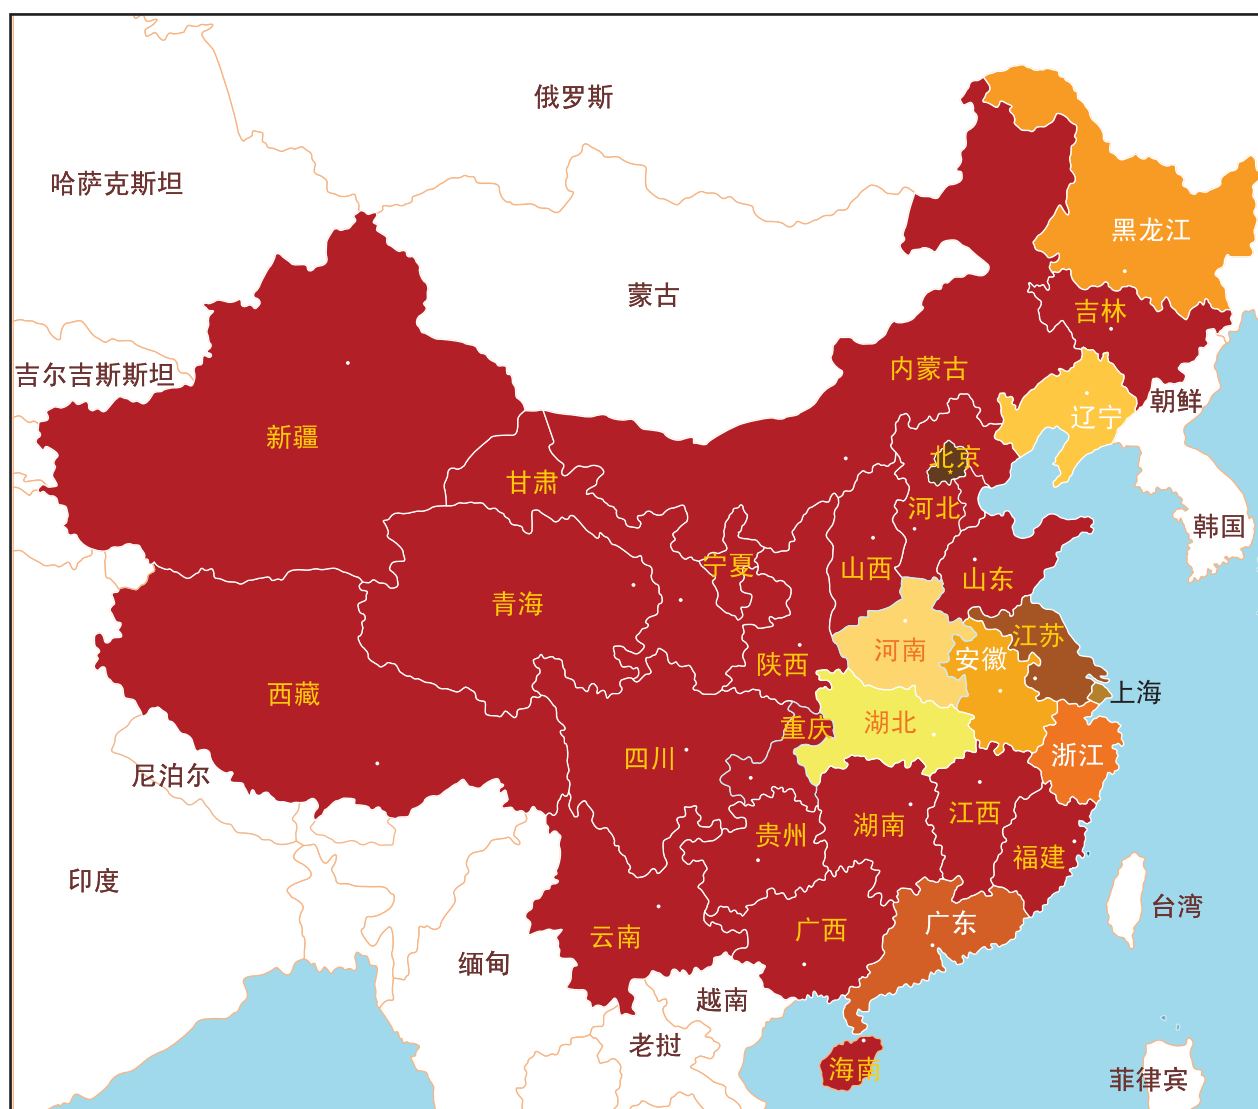 俄罗斯
哈萨克斯坦
黑龙江
蒙古
吉林
吉尔吉斯斯坦
内蒙古
朝鲜
辽宁
新疆
北京
甘肃
河北
韩国
宁夏
山西
山东
青海
江苏
河南
安徽
陕西
西藏
上海
湖北
重庆
四川
浙江
尼泊尔
江西
湖南
贵州
福建
印度
台湾
广东
广西
云南
缅甸
越南
老挝
海南
菲律宾